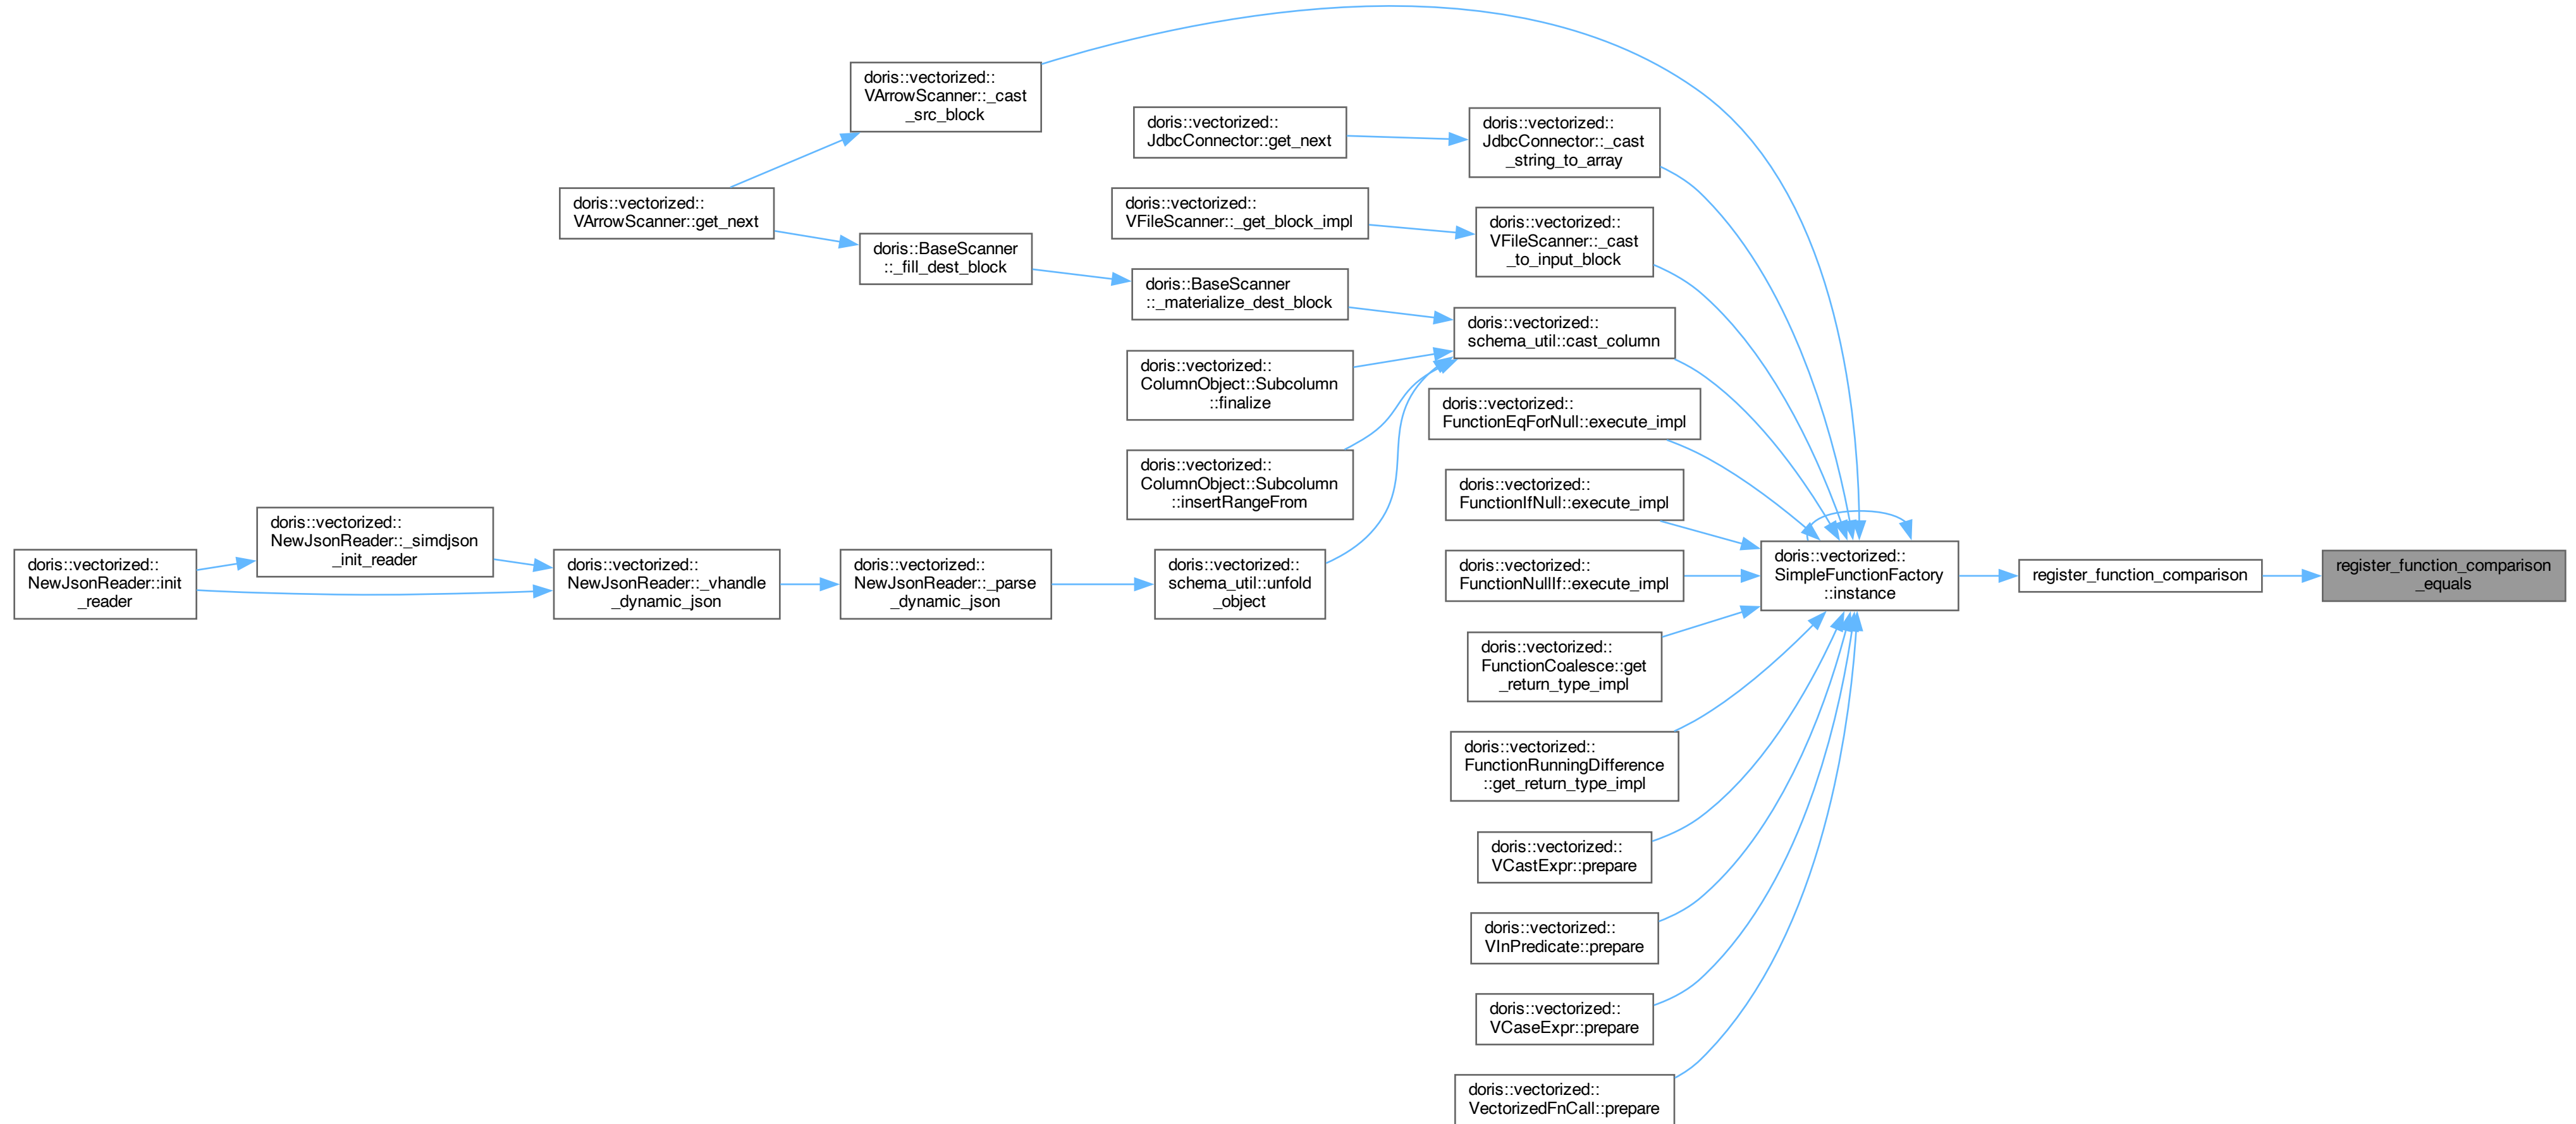 doris::vectorized::
VArrowScanner::_cast
_src_block
doris::vectorized::
JdbcConnector::get_next
doris::vectorized::
JdbcConnector::_cast
_string_to_array
doris::vectorized::
VArrowScanner::get_next
doris::vectorized::
VFileScanner::_get_block_impl
doris::vectorized::
VFileScanner::_cast
_to_input_block
doris::BaseScanner
::_fill_dest_block
doris::BaseScanner
::_materialize_dest_block
doris::vectorized::
schema_util::cast_column
doris::vectorized::
ColumnObject::Subcolumn
::finalize
doris::vectorized::
FunctionEqForNull::execute_impl
doris::vectorized::
ColumnObject::Subcolumn
::insertRangeFrom
doris::vectorized::
FunctionIfNull::execute_impl
doris::vectorized::
NewJsonReader::init
_reader
doris::vectorized::
NewJsonReader::_simdjson
_init_reader
doris::vectorized::
NewJsonReader::_vhandle
_dynamic_json
doris::vectorized::
NewJsonReader::_parse
_dynamic_json
doris::vectorized::
schema_util::unfold
_object
doris::vectorized::
FunctionNullIf::execute_impl
doris::vectorized::
SimpleFunctionFactory
::instance
register_function_comparison
register_function_comparison
_equals
doris::vectorized::
FunctionCoalesce::get
_return_type_impl
doris::vectorized::
FunctionRunningDifference
::get_return_type_impl
doris::vectorized::
VCastExpr::prepare
doris::vectorized::
VInPredicate::prepare
doris::vectorized::
VCaseExpr::prepare
doris::vectorized::
VectorizedFnCall::prepare